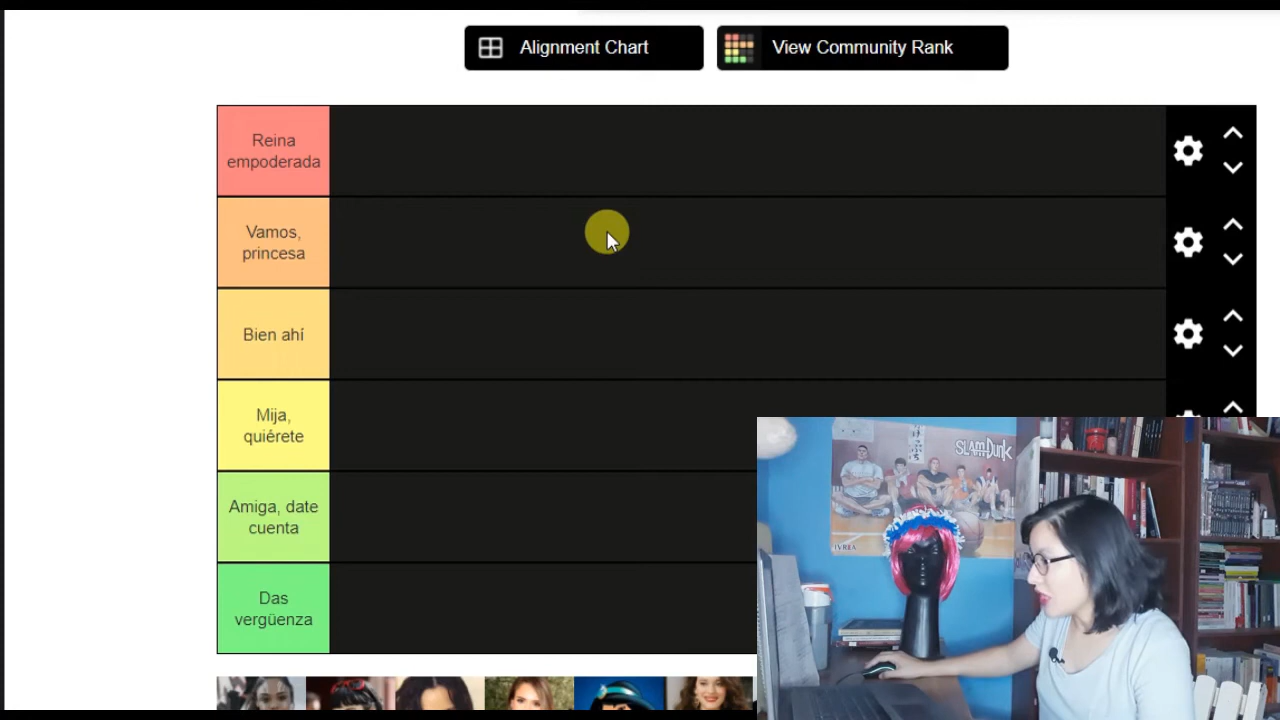 Alignment Chart
View Community Rank
Reina
empoderada
Vamos,
princesa
Bien ahí
Mija,
quiérete
Amiga, date
cuenta
Das
vergüenza
SLAM DUNK
IVREA